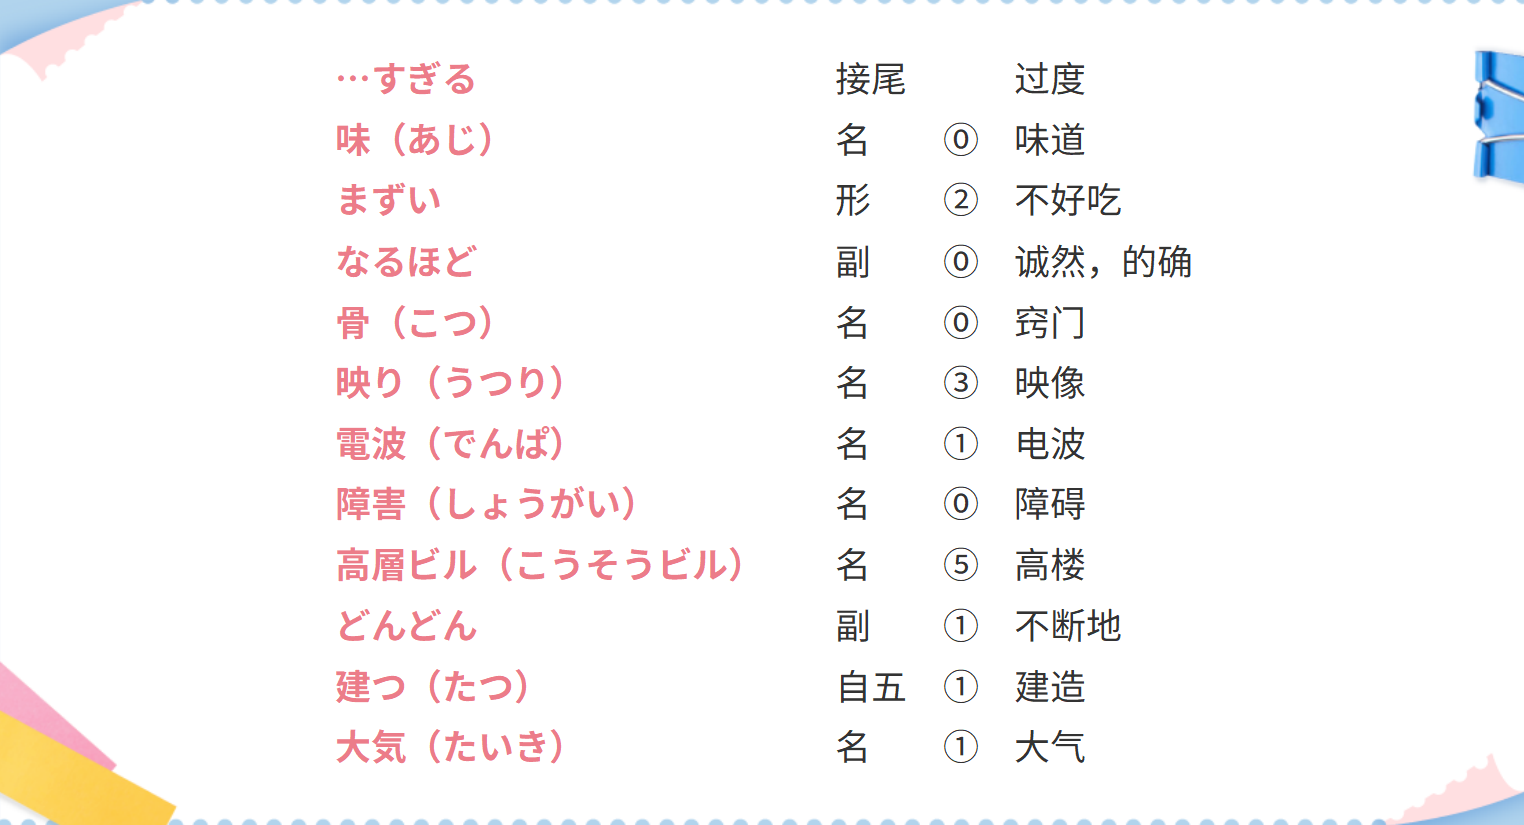 …すぎる 接尾 过度
味（あじ） 名 ⓪ 味道
まずい 形 ② 不好吃
なるほど 副 ⓪ 诚然，的确
骨（こつ） 名 ⓪ 窍门
映り（うつり） 名 ③ 映像
電波（でんぱ） 名 ① 电波
障害（しょうがい） 名 ⓪ 障碍
高層ビル（こうそうビル） 名 ⑤ 高楼
どんどん 副 ① 不断地
建つ（たつ） 自五 ① 建造
大気（たいき） 名 ① 大气